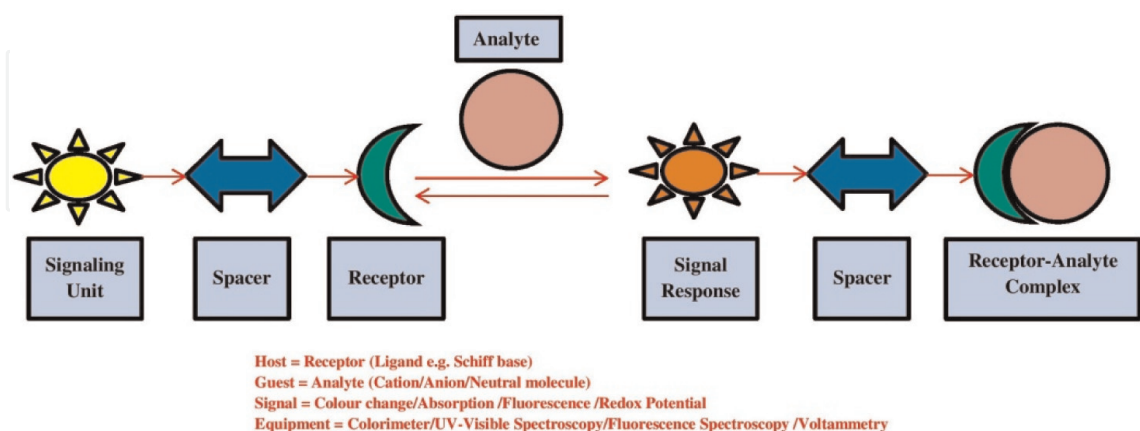 Analyte
Signaling
Unit
Spacer
Receptor
Signal
Response
Spacer
Receptor-Analyte
Complex
Host = Receptor (Ligand e.g. Schiff base)
Guest = Analyte (Cation/Anion/Neutral molecule)
Signal = Colour change/Absorption /Fluorescence /Redox Potential
Equipment = Colorimeter/UV-Visible Spectroscopy/Fluorescence Spectroscopy /Voltammetry